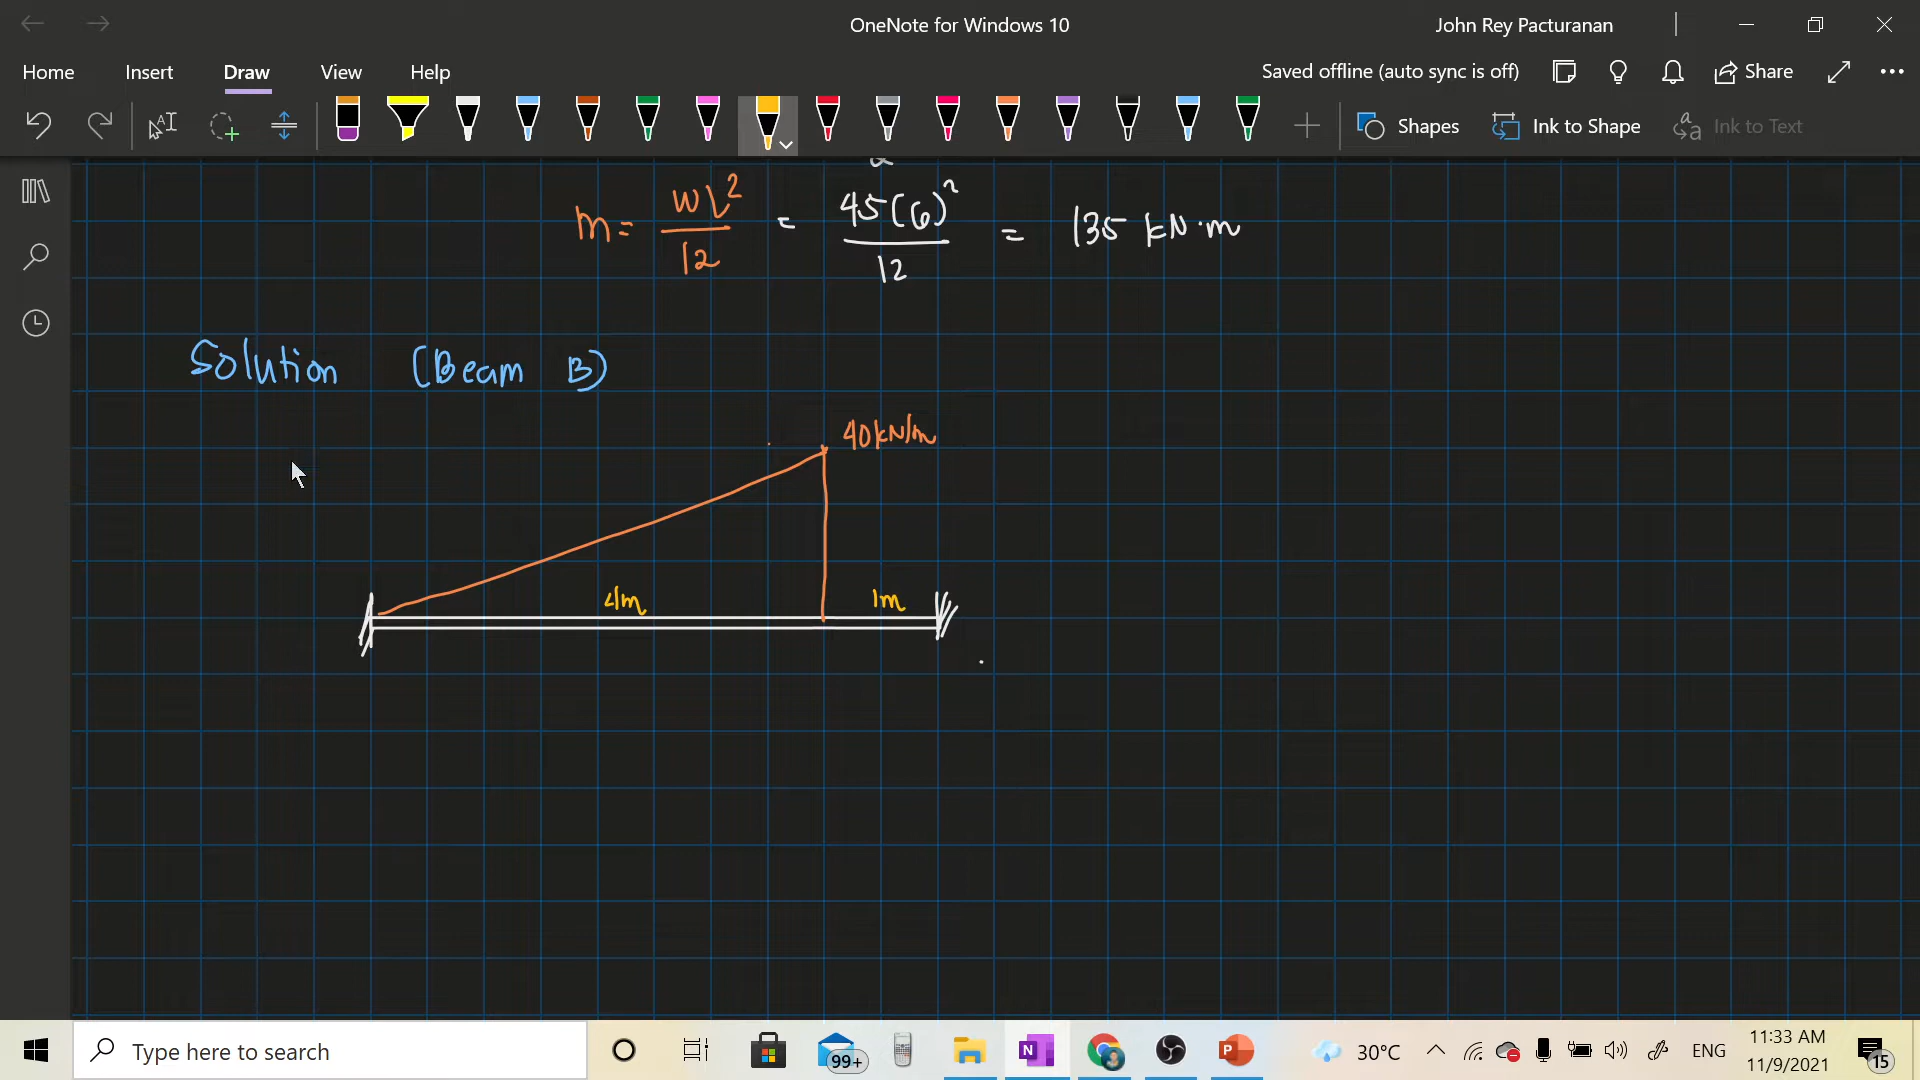 OneNote for Windows 10
John Rey Pacturanan
Home Insert Draw View Help
Saved offline (auto sync is off) Share
Shapes Ink to Shape Ink to Text
m = wL²/12 = 45(6)²/12 = 135 kN·m
Solution (Beam B)
40kN/m
4m 1m
Type here to search
99+
30°C
ENG
11:33 AM
11/9/2021
15